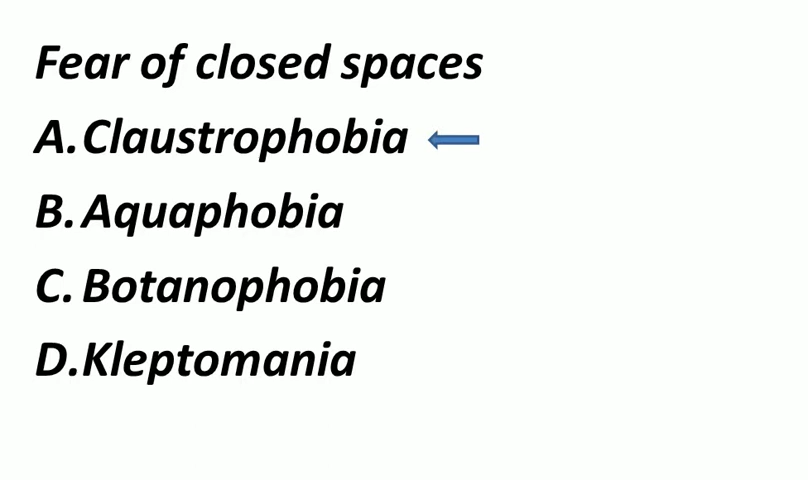 Fear of closed spaces
A. Claustrophobia
B. Aquaphobia
C. Botanophobia
D. Kleptomania